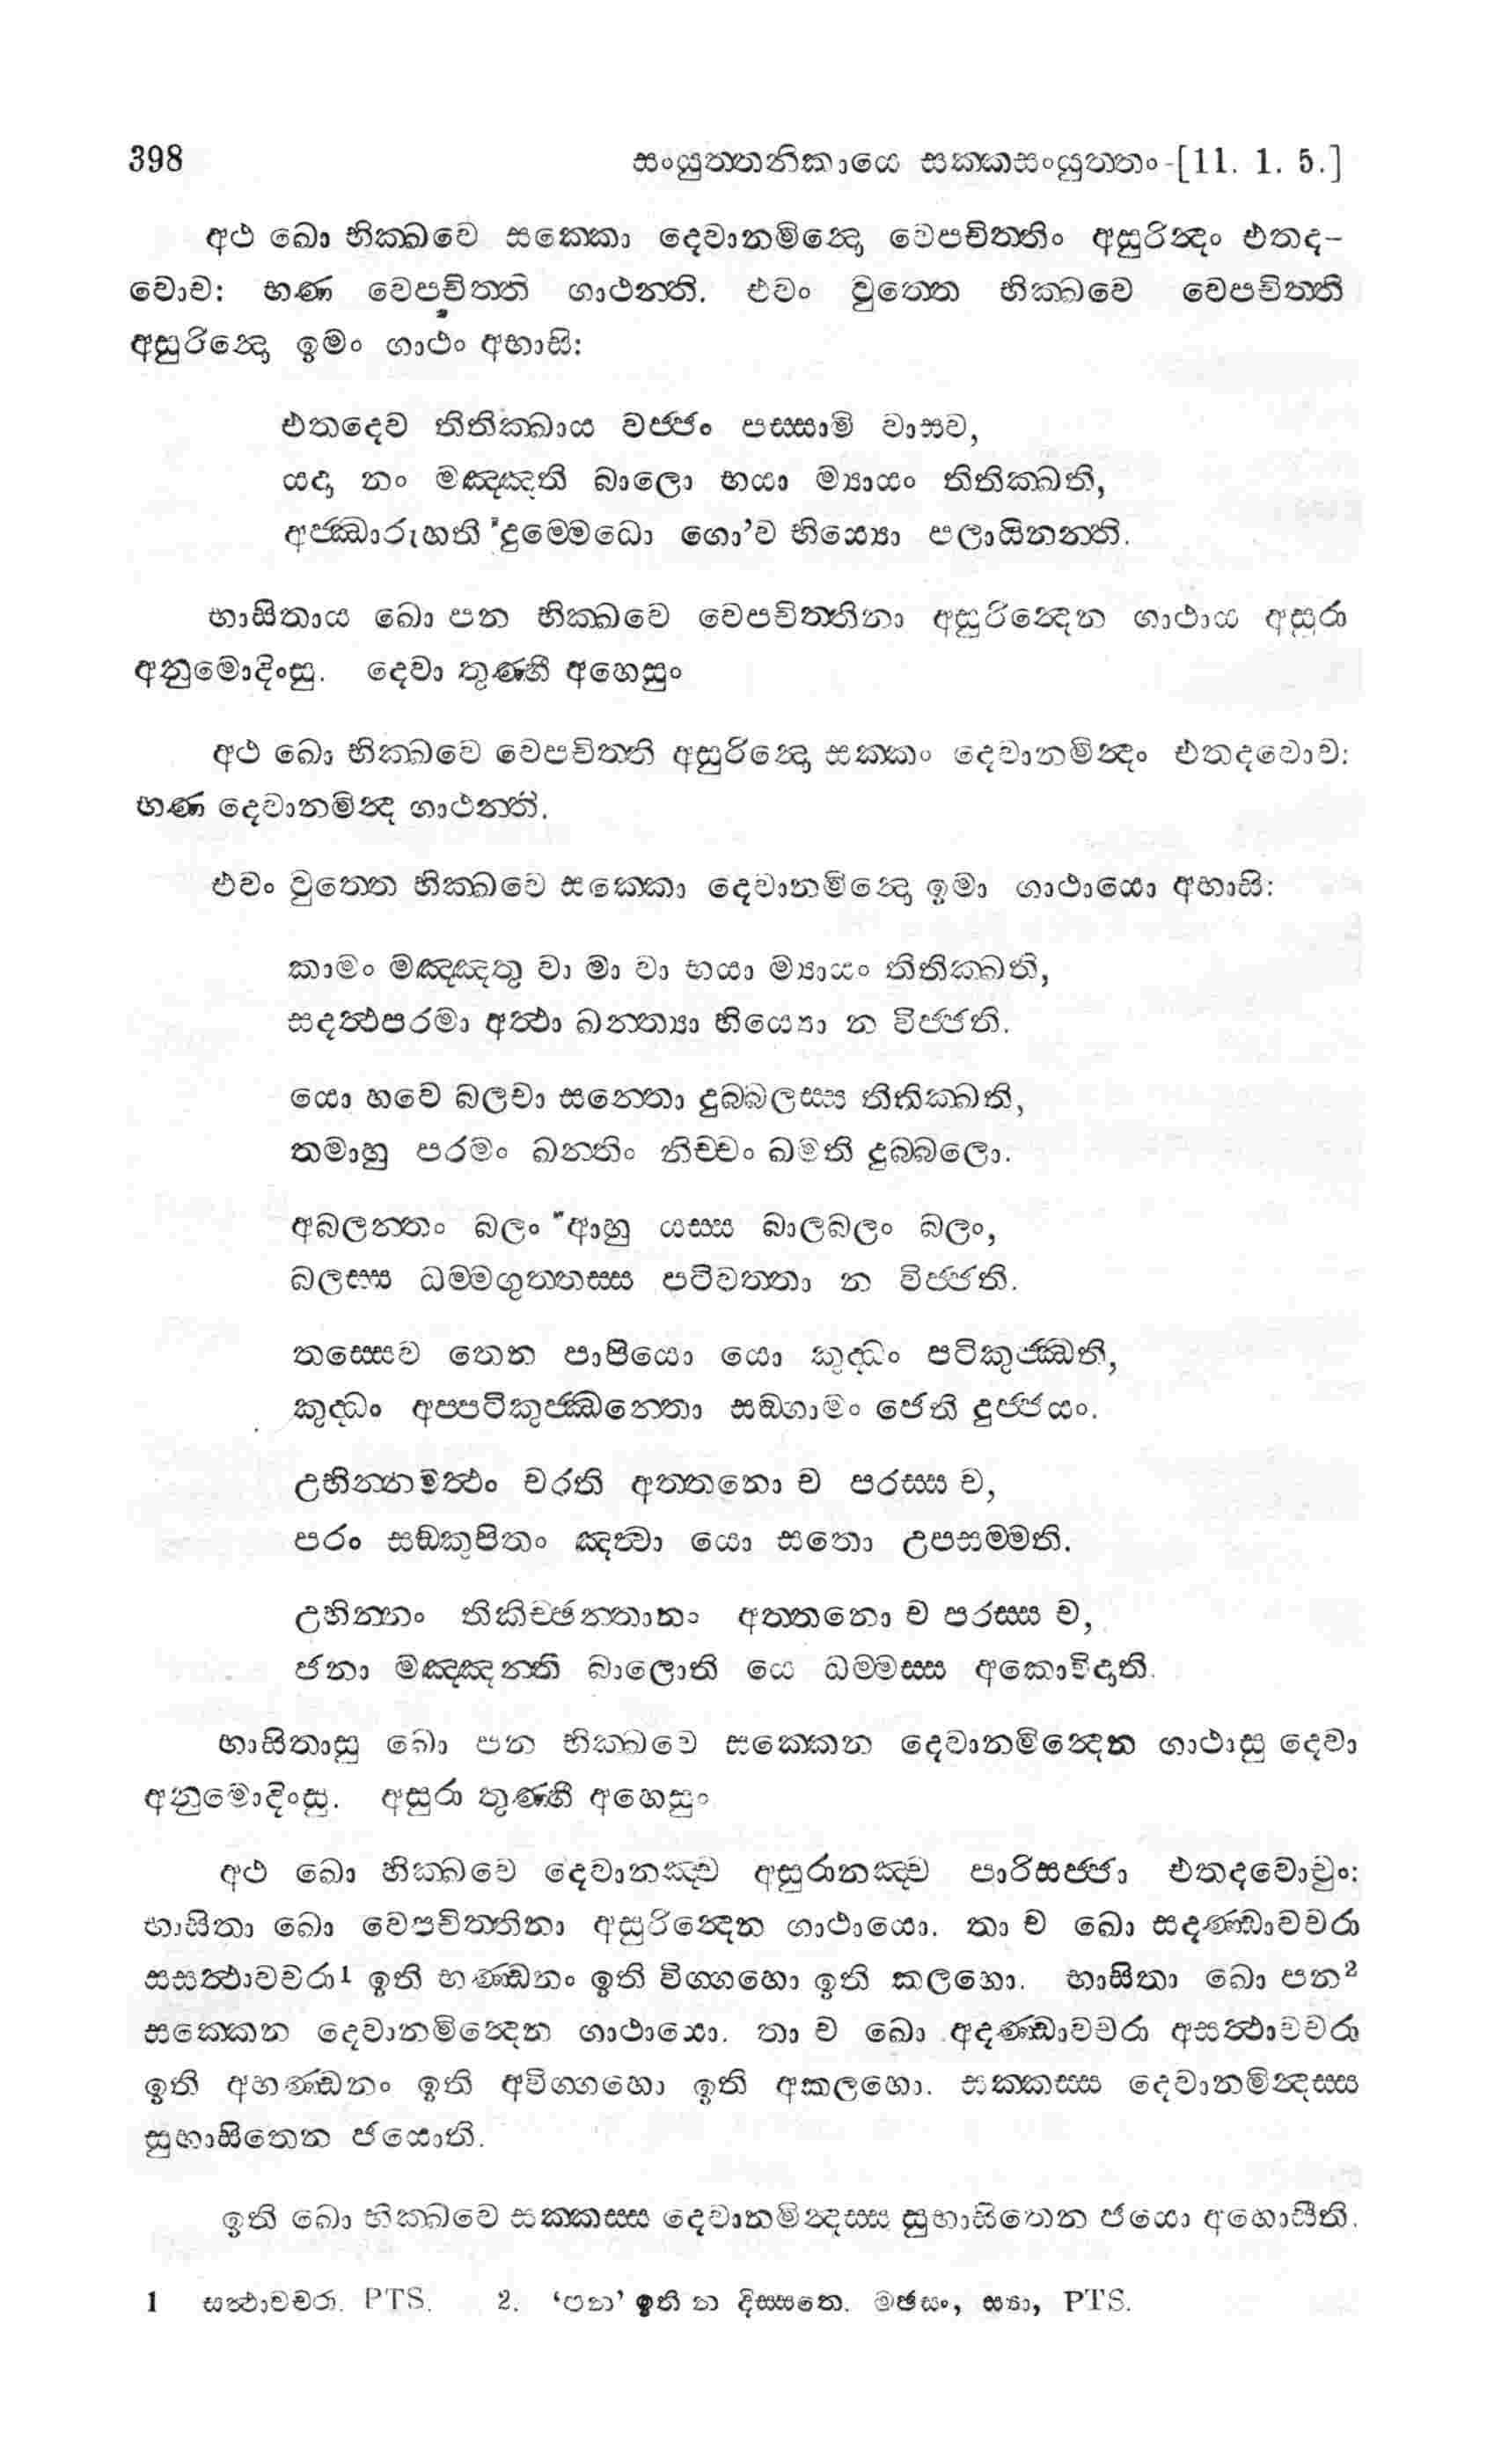 398 සංයුත්තනිකායෙ සක්කසංයුත්තං-[11. 1. 5.]
අථ ඛො භික්ඛවෙ සක්කො දෙවානමින්දො වෙපචිත්තිං අසුරින්දං එතද-
වොච: භණ වෙපචිත්ති ගාථන්ති. එවං වුත්තෙ භික්ඛවෙ වෙපචිත්ති
අසුරින්දො ඉමං ගාථං අභාසි:
එතදෙව තිතික්ඛාය වජ්ජං පස්සාමි වාසව,
යදා නං මඤ්ඤති බාලො භයා ම්‍යායං තිතික්ඛති,
අජ්ඣාරුහති දුම්මෙධො ගො'ව භිය්‍යො පලායිනන්ති.
භාසිතාය ඛො පන භික්ඛවෙ වෙපචිත්තිනා අසුරින්දෙන ගාථාය අසුරා
අනුමොදිංසු. දෙවා තුණ්හී අහෙසුං
අථ ඛො භික්ඛවෙ වෙපචිත්ති අසුරින්දො සක්කං දෙවානමින්දං එතදවොච:
භණ දෙවානමින්ද ගාථන්ති.
එවං වුත්තෙ භික්ඛවෙ සක්කො දෙවානමින්දො ඉමා ගාථායො අභාසි:
කාමං මඤ්ඤතු වා මා වා භයා ම්‍යායං තිතික්ඛති,
සදත්ථපරමා අත්ථා ඛන්ත්‍යා භිය්‍යො න විජ්ජති.
යො හවෙ බලවා සන්තො දුබ්බලස්ස තිතික්ඛති,
තමාහු පරමං ඛන්තිං නිච්චං ඛමති දුබ්බලො.
අබලන්තං බලං ආහු යස්ස බාලබලං බලං,
බලස්ස ධම්මගුත්තස්ස පටිවත්තා න විජ්ජති.
තස්සෙව තෙන පාපියො යො කුද්ධං පටිකුජ්ඣති,
කුද්ධං අප්පටිකුජ්ඣන්තො සඞ්ගාමං ජෙති දුජ්ජයං.
උභින්නමත්ථං චරති අත්තනො ච පරස්ස ච,
පරං සඞ්කුපිතං ඤත්වා යො සතො උපසම්මති.
උභින්නං තිකිච්ඡන්තානං අත්තනො ච පරස්ස ච,
ජනා මඤ්ඤන්ති බාලොති යෙ ධම්මස්ස අකොවිදාති.
භාසිතාසු ඛො පන භික්ඛවෙ සක්කෙන දෙවානමින්දෙන ගාථාසු දෙවා
අනුමොදිංසු. අසුරා තුණ්හී අහෙසුං
අථ ඛො භික්ඛවෙ දෙවානඤ්ච අසුරානඤ්ච පාරිසජ්ජා එතදවොචුං:
භාසිතා ඛො වෙපචිත්තිනා අසුරින්දෙන ගාථායො. තා ච ඛො සදණ්ඩාවචරා
සසත්ථාවචරා1 ඉති භණ්ඩනං ඉති විග්ගහො ඉති කලහො. භාසිතා ඛො පන2
සක්කෙන දෙවානමින්දෙන ගාථායො. තා ච ඛො අදණ්ඩාවචරා අසත්ථාවචරා
ඉති අභණ්ඩනං ඉති අවිග්ගහො ඉති අකලහො. සක්කස්ස දෙවානමින්දස්ස
සුභාසිතෙන ජයොති.
ඉති ඛො භික්ඛවෙ සක්කස්ස දෙවානමින්දස්ස සුභාසිතෙන ජයො අහොසීති.
1 සත්ථාවචරා. PTS. 2. 'පන' ඉති න දිස්සතෙ. මඡසං, ස්‍යා, PTS.